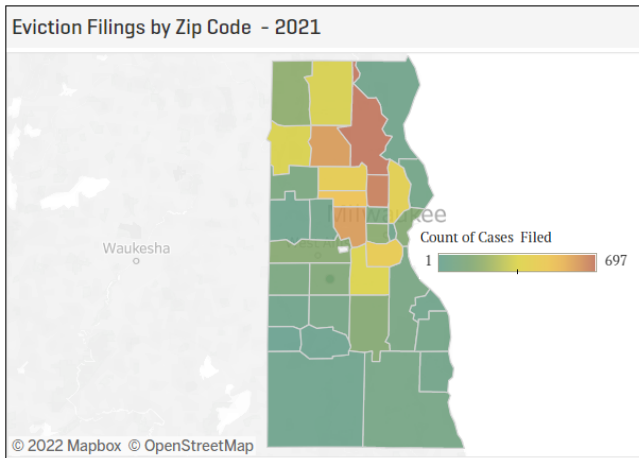 Eviction Filings by Zip Code - 2021
Milwaukee
Waukesha
Count of Cases Filed
1
697
© 2022 Mapbox © OpenStreetMap